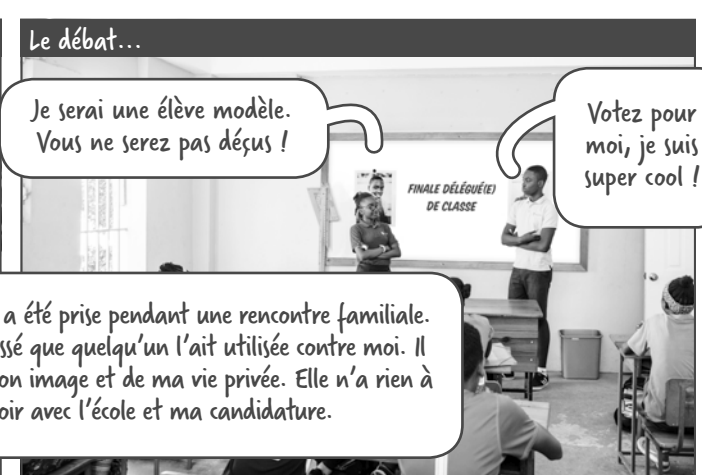 Le débat...
Je serai une élève modèle.
Vous ne serez pas déçus !
Votez pour
moi, je suis
super cool !
FINALE DÉLÉGUÉ(E)
DE CLASSE
a été prise pendant une rencontre familiale.
ssé que quelqu'un l'ait utilisée contre moi. Il
on image et de ma vie privée. Elle n'a rien à
oir avec l'école et ma candidature.